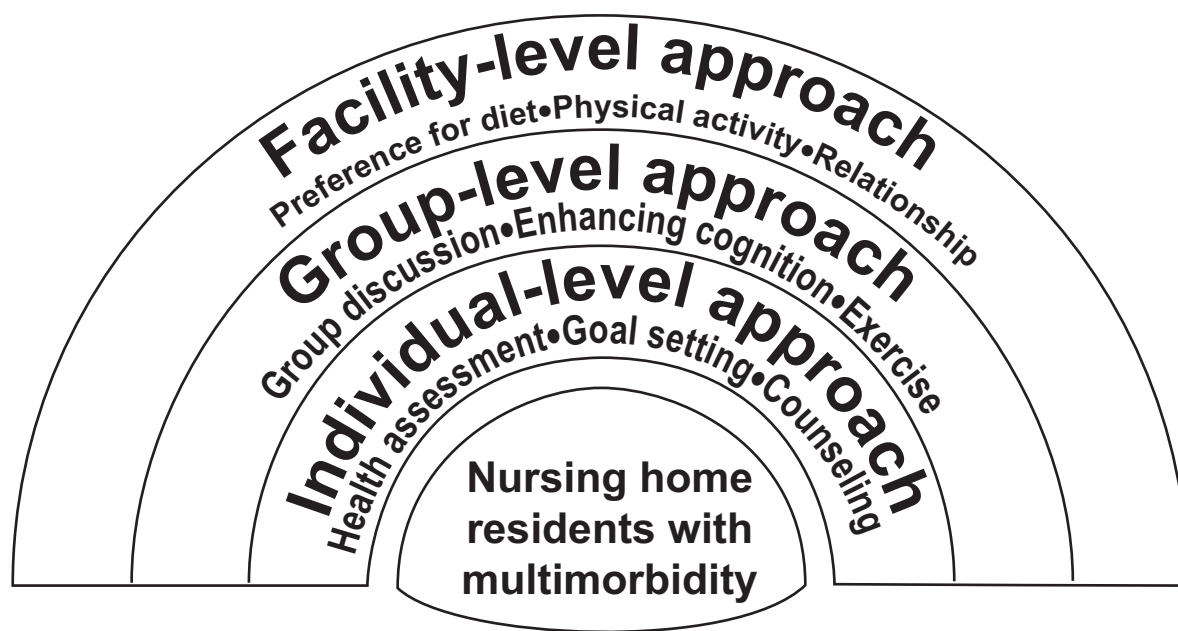 Facility-level approach
Preference for diet•Physical activity•Relationship
Group-level approach
Group discussion•Enhancing cognition•Exercise
Individual-level approach
Health assessment•Goal setting•Counseling
Nursing home
residents with
multimorbidity